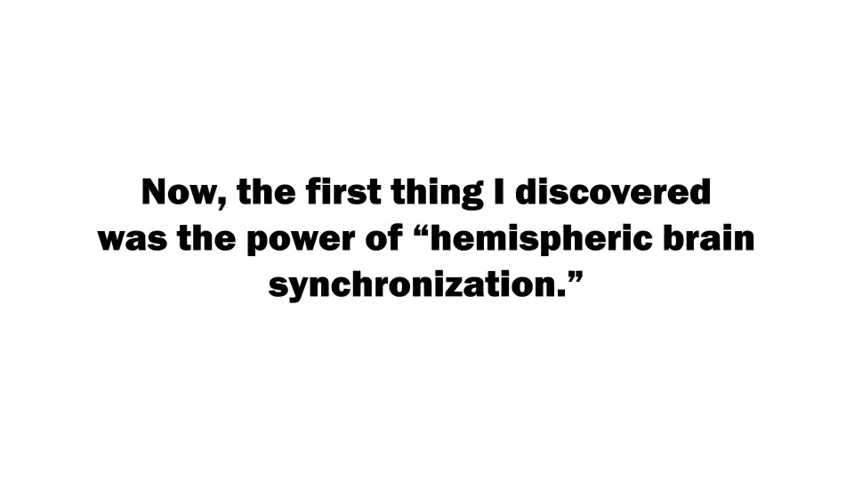 Now, the first thing I discovered
was the power of “hemispheric brain
synchronization.”